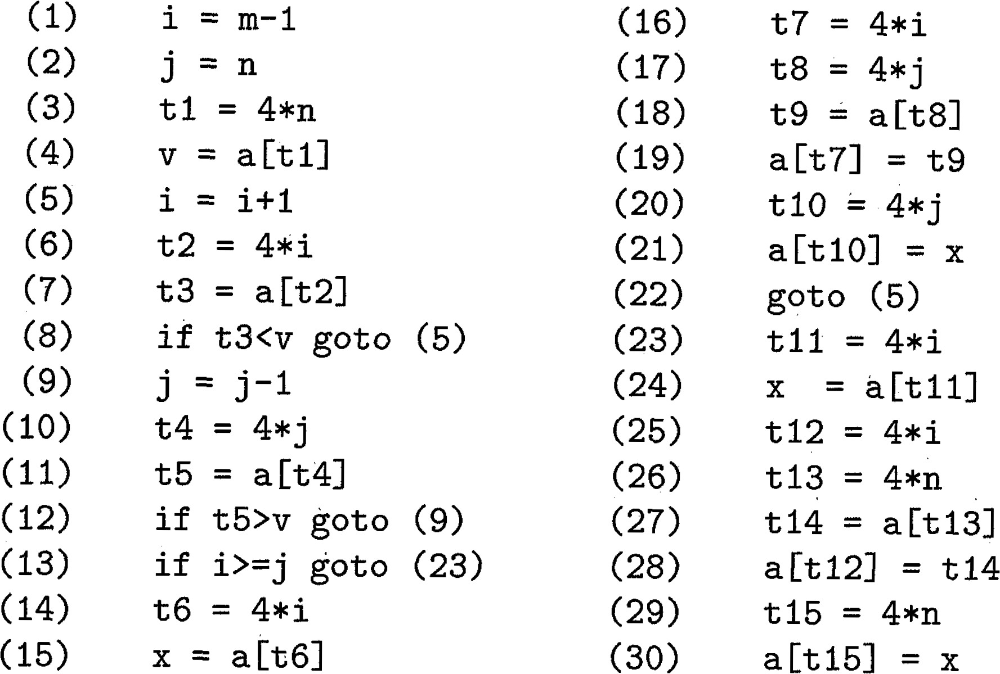 (1) i = m-1
(2) j = n
(3) t1 = 4*n
(4) v = a[t1]
(5) i = i+1
(6) t2 = 4*i
(7) t3 = a[t2]
(8) if t3<v goto (5)
(9) j = j-1
(10) t4 = 4*j
(11) t5 = a[t4]
(12) if t5>v goto (9)
(13) if i>=j goto (23)
(14) t6 = 4*i
(15) x = a[t6]
(16) t7 = 4*i
(17) t8 = 4*j
(18) t9 = a[t8]
(19) a[t7] = t9
(20) t10 = 4*j
(21) a[t10] = x
(22) goto (5)
(23) t11 = 4*i
(24) x = a[t11]
(25) t12 = 4*i
(26) t13 = 4*n
(27) t14 = a[t13]
(28) a[t12] = t14
(29) t15 = 4*n
(30) a[t15] = x